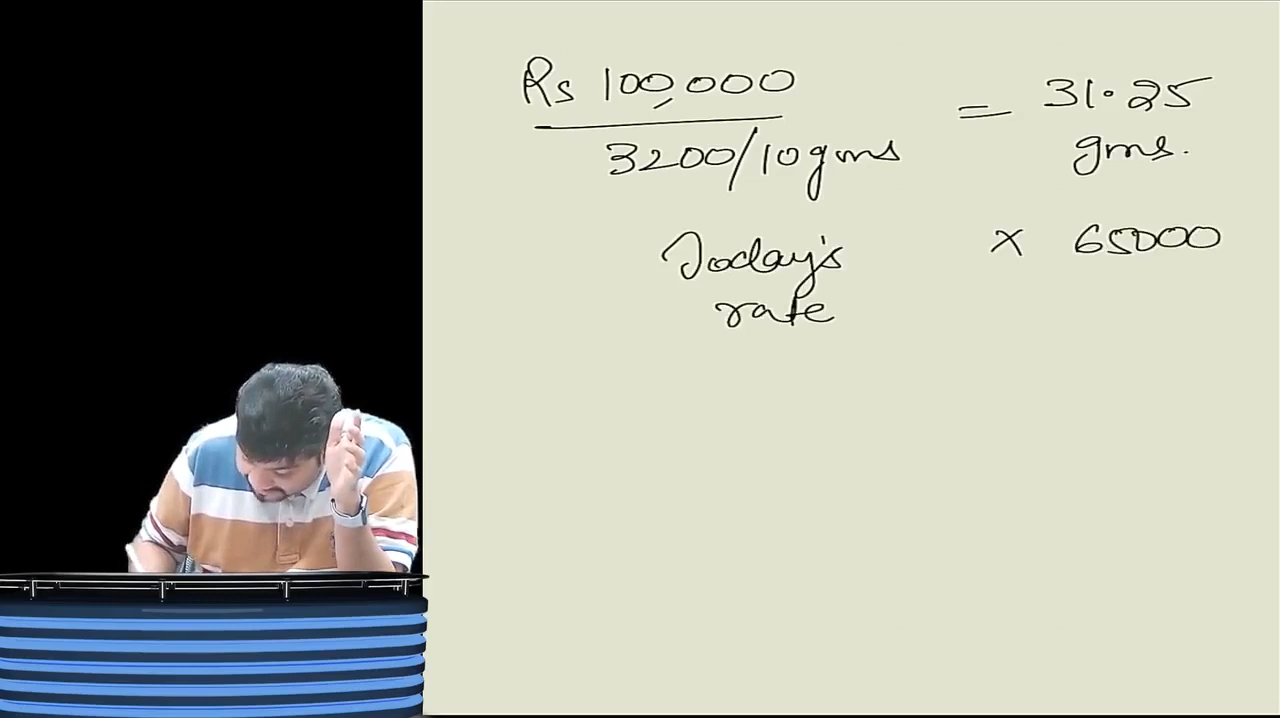 Rs 100,000 = 31.25
3200/10gms gms.
Today's × 65000
rate